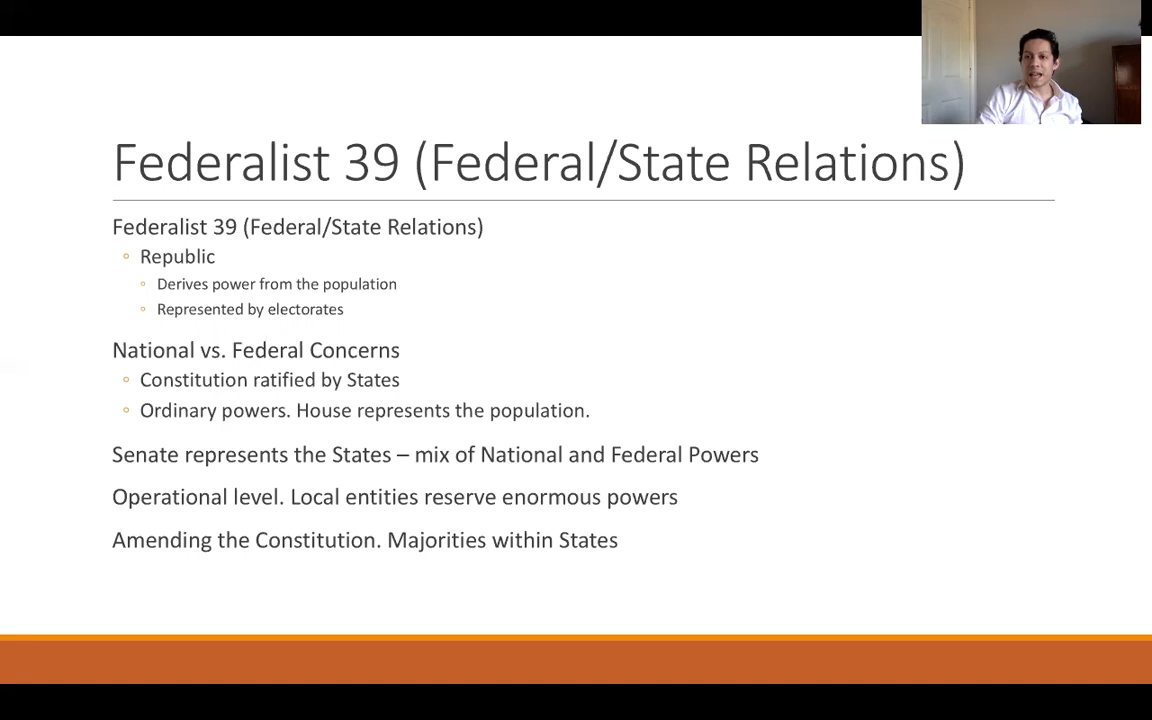 Federalist 39 (Federal/State Relations)
Federalist 39 (Federal/State Relations)
Republic
Derives power from the population
Represented by electorates
National vs. Federal Concerns
Constitution ratified by States
Ordinary powers. House represents the population.
Senate represents the States – mix of National and Federal Powers
Operational level. Local entities reserve enormous powers
Amending the Constitution. Majorities within States